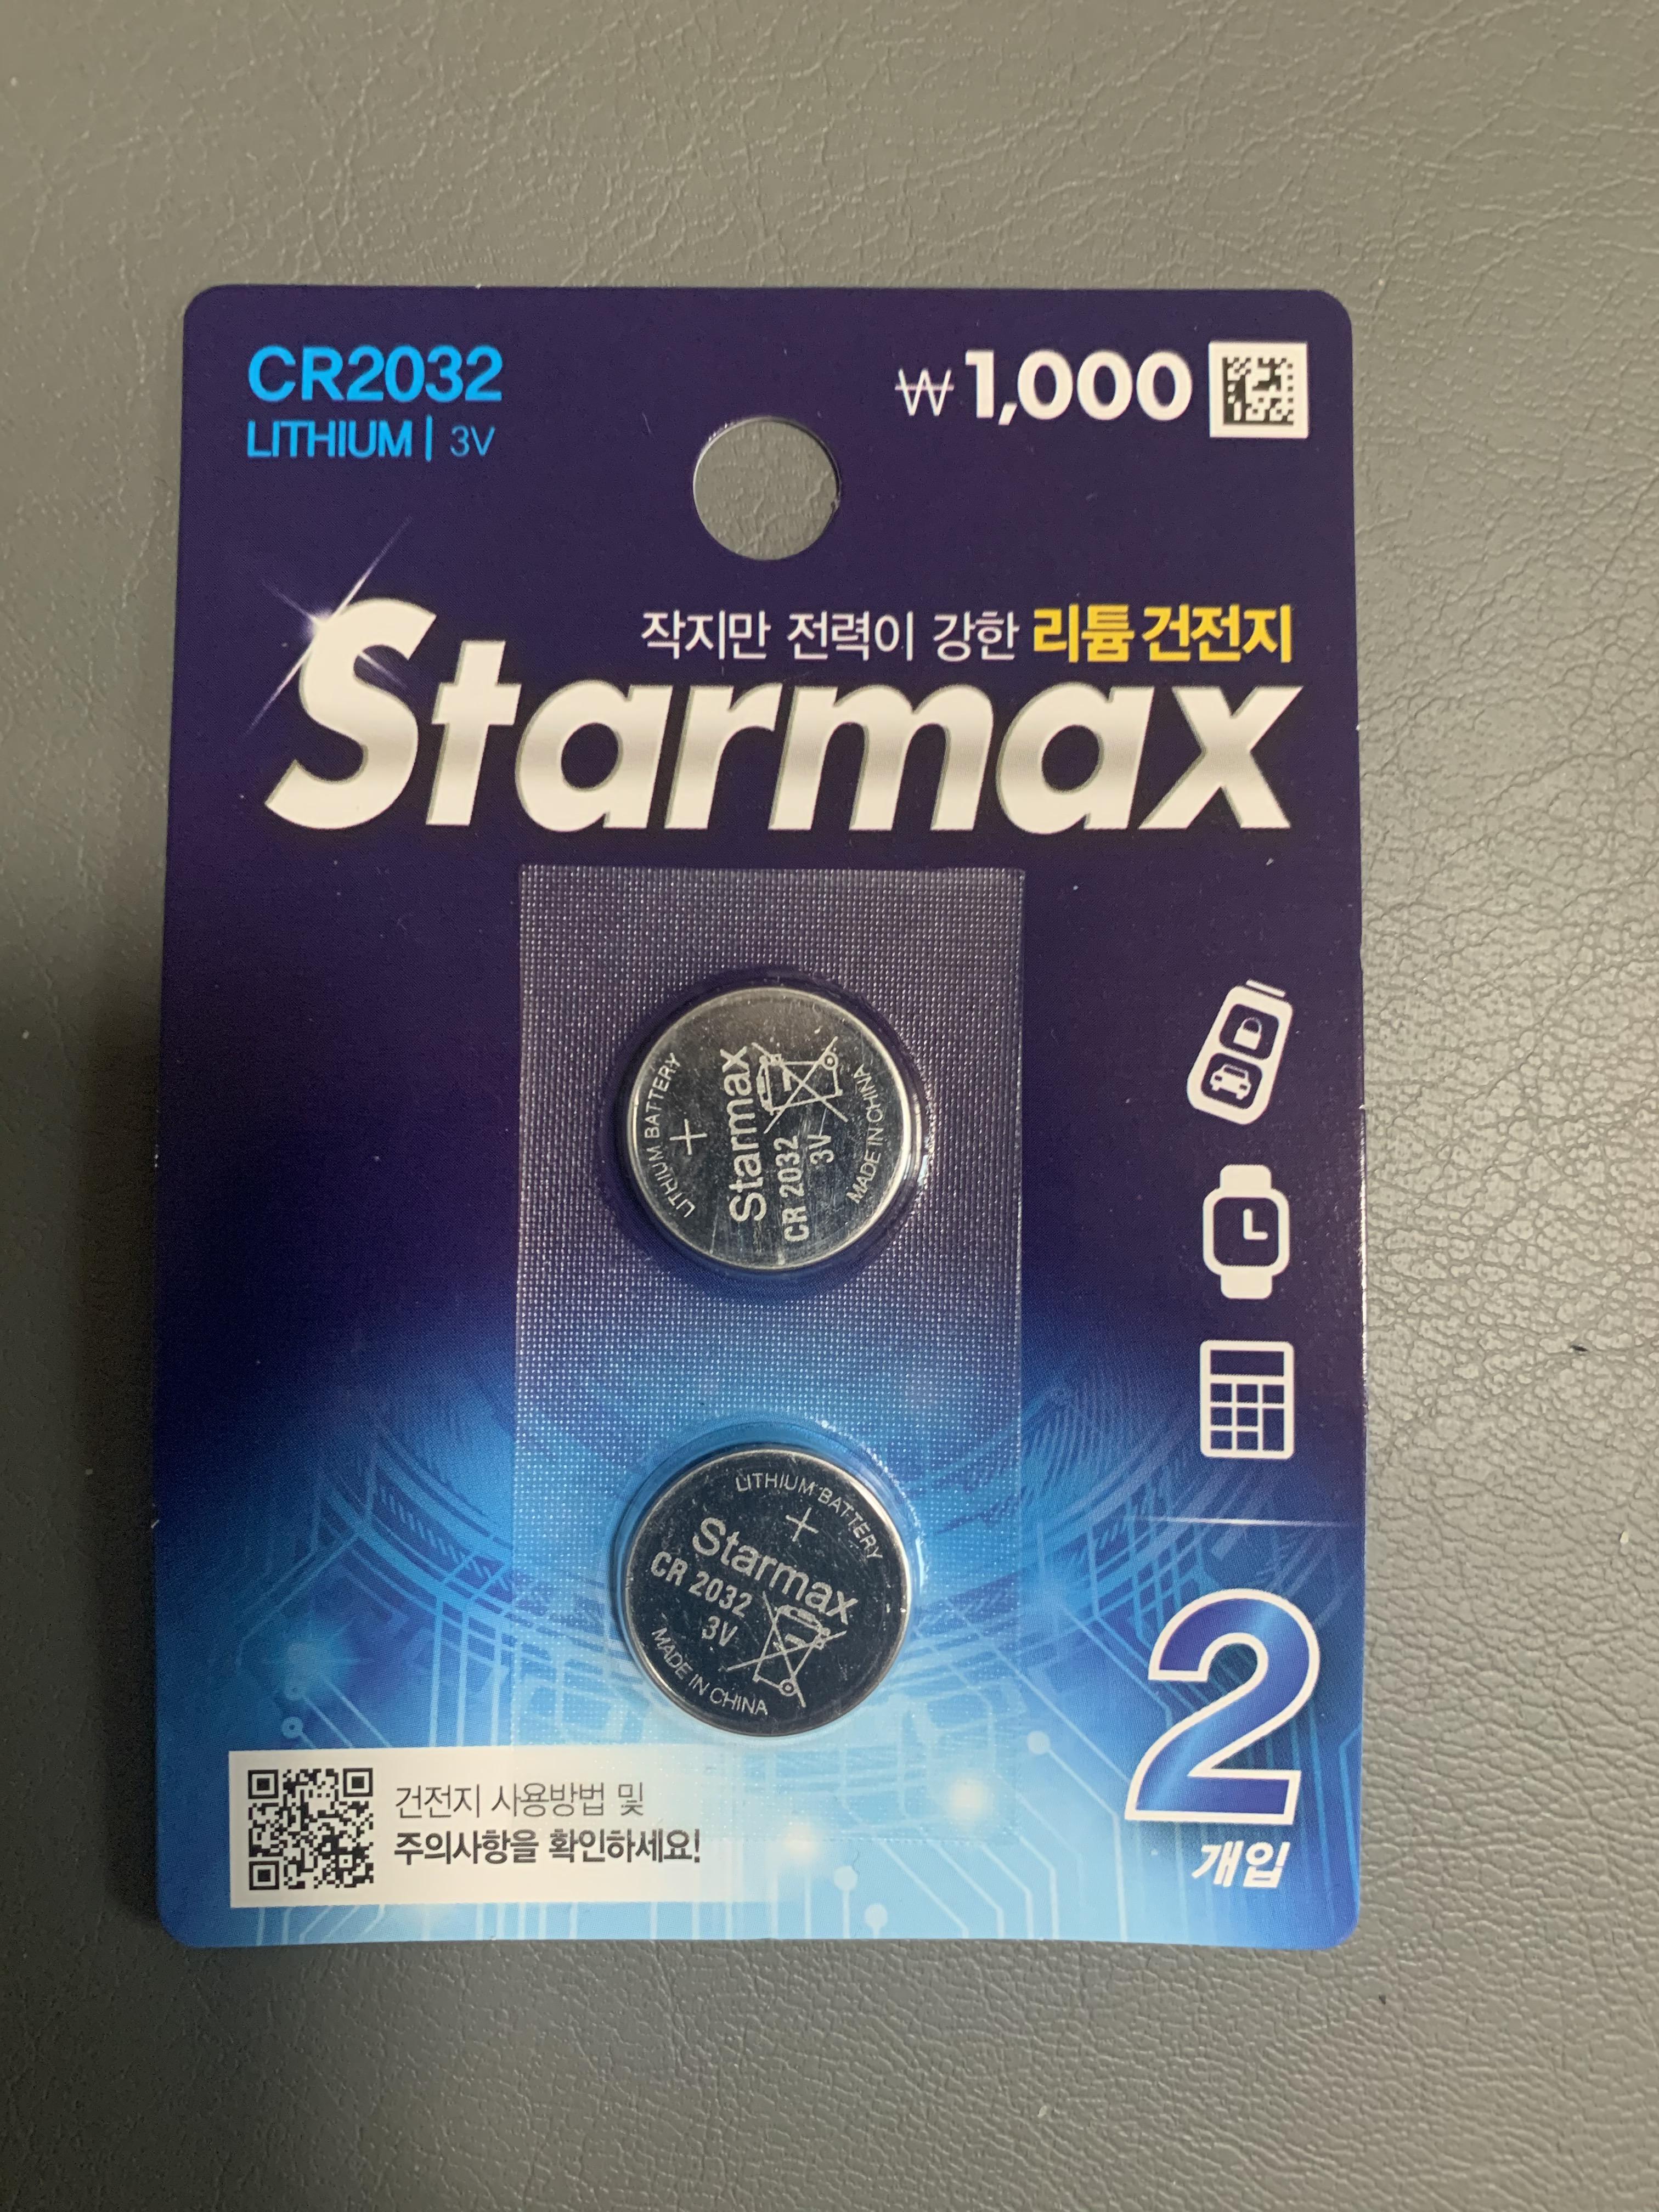 CR2032
LITHIUM | 3V
₩1,000
작지만 전력이 강한 리튬 건전지
Starmax
LITHIUM BATTERY
+
Starmax
CR 2032
3V
MADE IN CHINA
LITHIUM BATTERY
+
Starmax
CR 2032
3V
MADE IN CHINA
2
개입
건전지 사용방법 및
주의사항을 확인하세요!